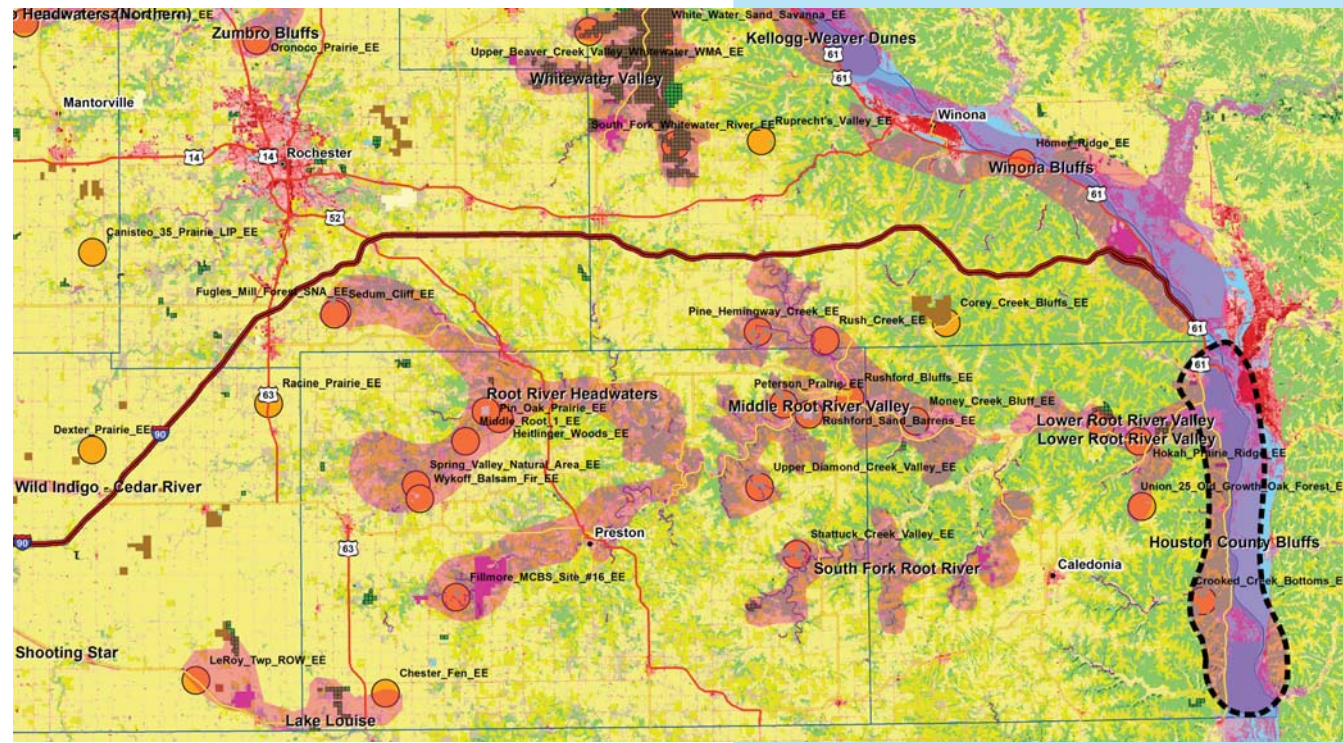 o Headwatersz(Northern)_EE
White_Water_Sand_Savanna_EE
Zumbro Bluffs
Kellogg-Weaver Dunes
Oronoco_Prairie_EE
Upper_Beaver_Creek_Valley_Whitewater_WMA_EE
61
61
Whitewater Valley
Mantorville
South_Fork_Whitewater_River_EE
Ruprecht's_Valley_EE
Winona
Homer_Ridge_EE
14
14
Rochester
Winona Bluffs
61
52
Canisteo_35_Prairie_LIP_EE
Fugles_Mill_Forest_SNA_EE
Sedum_Cliff_EE
Corey_Creek_Bluffs_EE
Pine_Hemingway_Creek_EE
Rush_Creek_EE
61
61
Racine_Prairie_EE
63
Peterson_Prairie_EE
Rushford_Bluffs_EE
Root River Headwaters
Money_Creek_Bluff_EE
Pin_Oak_Prairie_EE
Middle Root River Valley
Middle_Root_1_EE
Rushford_Sand_Barrens_EE
Lower Root River Valley
Dexter_Prairie_EE
90
Heitlinger_Woods_EE
Lower Root River Valley
Hokah_Prairie_Ridge_EE
Spring_Valley_Natural_Area_EE
Upper_Diamond_Creek_Valley_EE
Wykoff_Balsam_Fir_EE
Wild Indigo - Cedar River
Union_25_Old_Growth_Oak_Forest_E
Preston
Shattuck_Creek_Valley_EE
90
63
Houston County Bluffs
South Fork Root River
Caledonia
Fillmore_MCBS_Site_#16_EE
Crooked_Creek_Bottoms_E
Shooting Star
LeRoy_Twp_ROW_EE
Chester_Fen_EE
Lake Louise